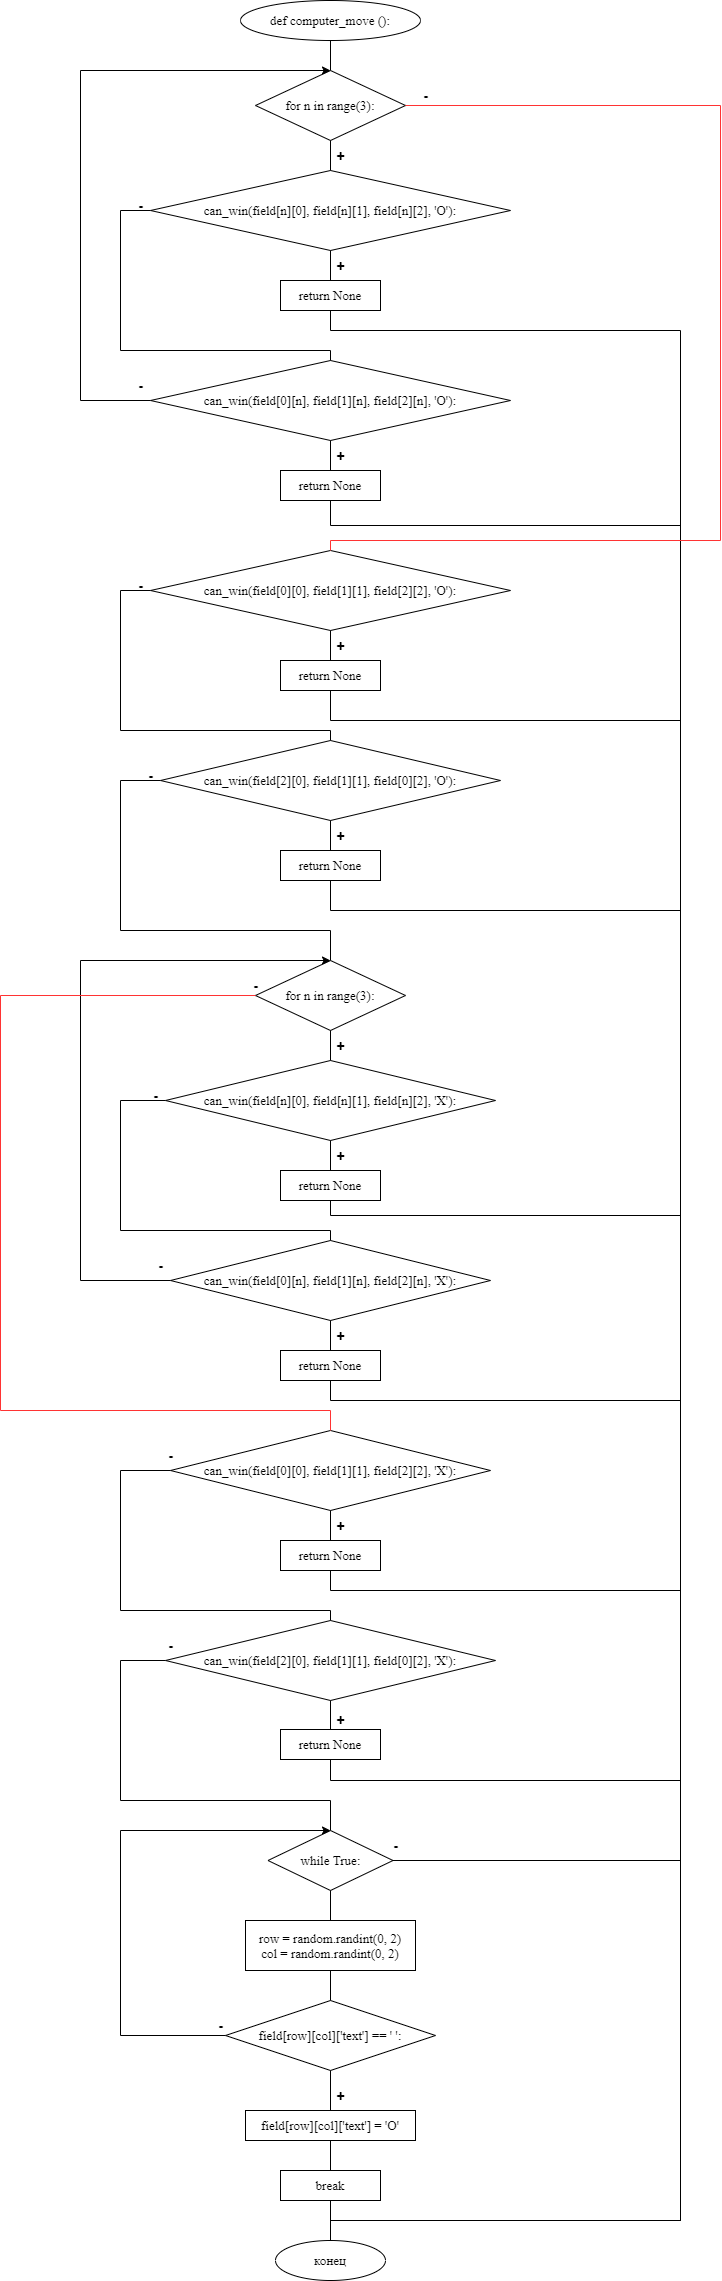 def computer_move ():
-
for n in range(3):
+
-
can_win(field[n][0], field[n][1], field[n][2], 'O'):
+
return None
-
can_win(field[0][n], field[1][n], field[2][n], 'O'):
+
return None
-
can_win(field[0][0], field[1][1], field[2][2], 'O'):
+
return None
-
can_win(field[2][0], field[1][1], field[0][2], 'O'):
+
return None
-
for n in range(3):
+
-
can_win(field[n][0], field[n][1], field[n][2], 'X'):
+
return None
-
can_win(field[0][n], field[1][n], field[2][n], 'X'):
+
return None
-
can_win(field[0][0], field[1][1], field[2][2], 'X'):
+
return None
-
can_win(field[2][0], field[1][1], field[0][2], 'X'):
+
return None
-
while True:
row = random.randint(0, 2)
col = random.randint(0, 2)
-
field[row][col]['text'] == ' ':
+
field[row][col]['text'] = 'O'
break
конец